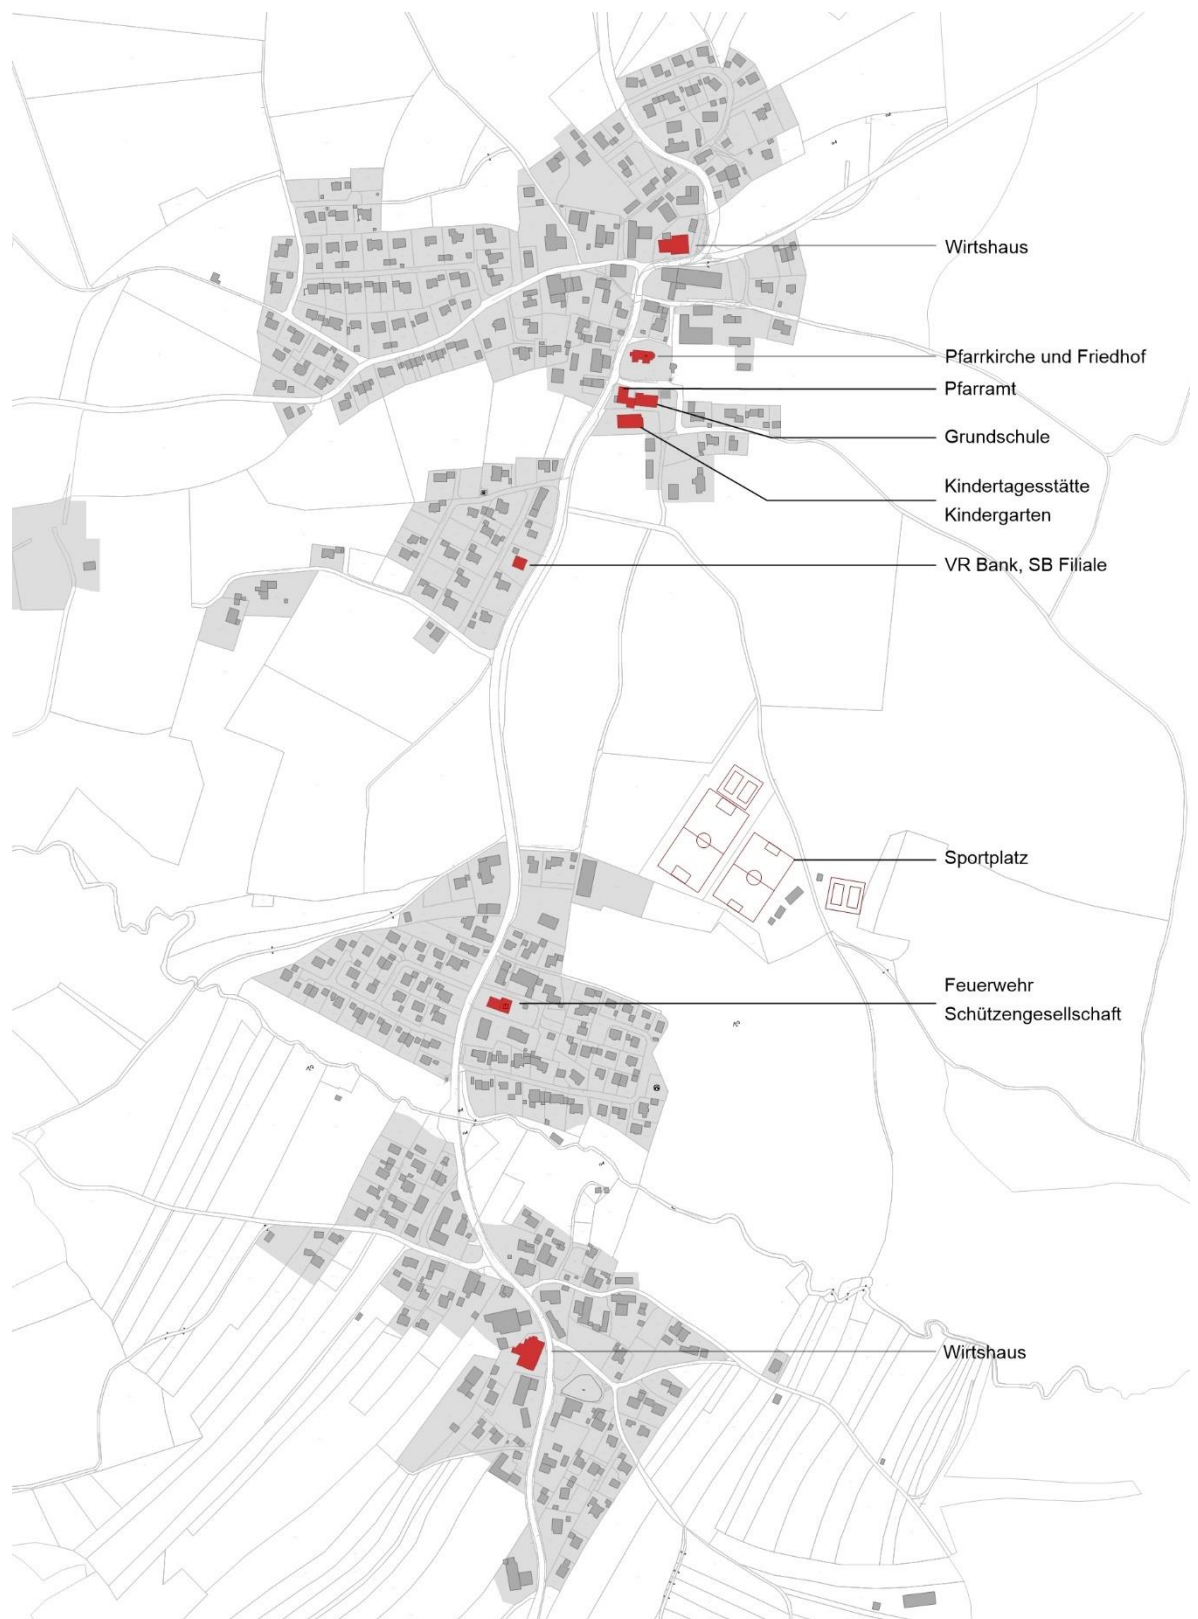 Wirtshaus
Pfarrkirche und Friedhof
Pfarramt
Grundschule
Kindertagesstätte
Kindergarten
VR Bank, SB Filiale
Sportplatz
Feuerwehr
Schützengesellschaft
Wirtshaus